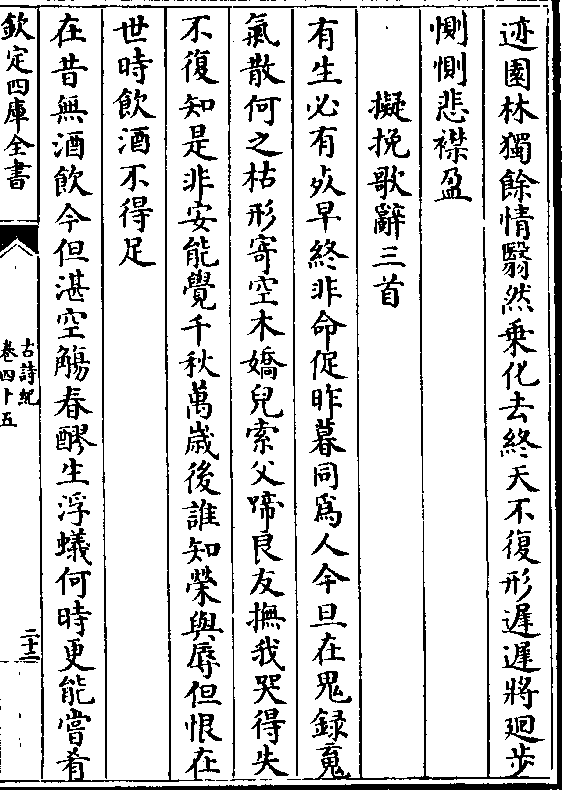 迹園林獨餘情翳然乗化去終天不復形遲遲將迴步
惻惻悲襟盈
擬挽歌辭三首
有生必有㱙早終非命促昨暮同爲人今旦在鬼録䰟
氣散何之枯形寄空木嬌兒索父啼良友撫我哭得失
不復知是非安能覺千秋萬歳後誰知榮與辱但恨在
世時飲酒不得足
在昔無酒飲今但湛空觴春醪生浮蟻何時更能嘗肴
欽定四庫全書
古詩紀
卷四十五
二十三